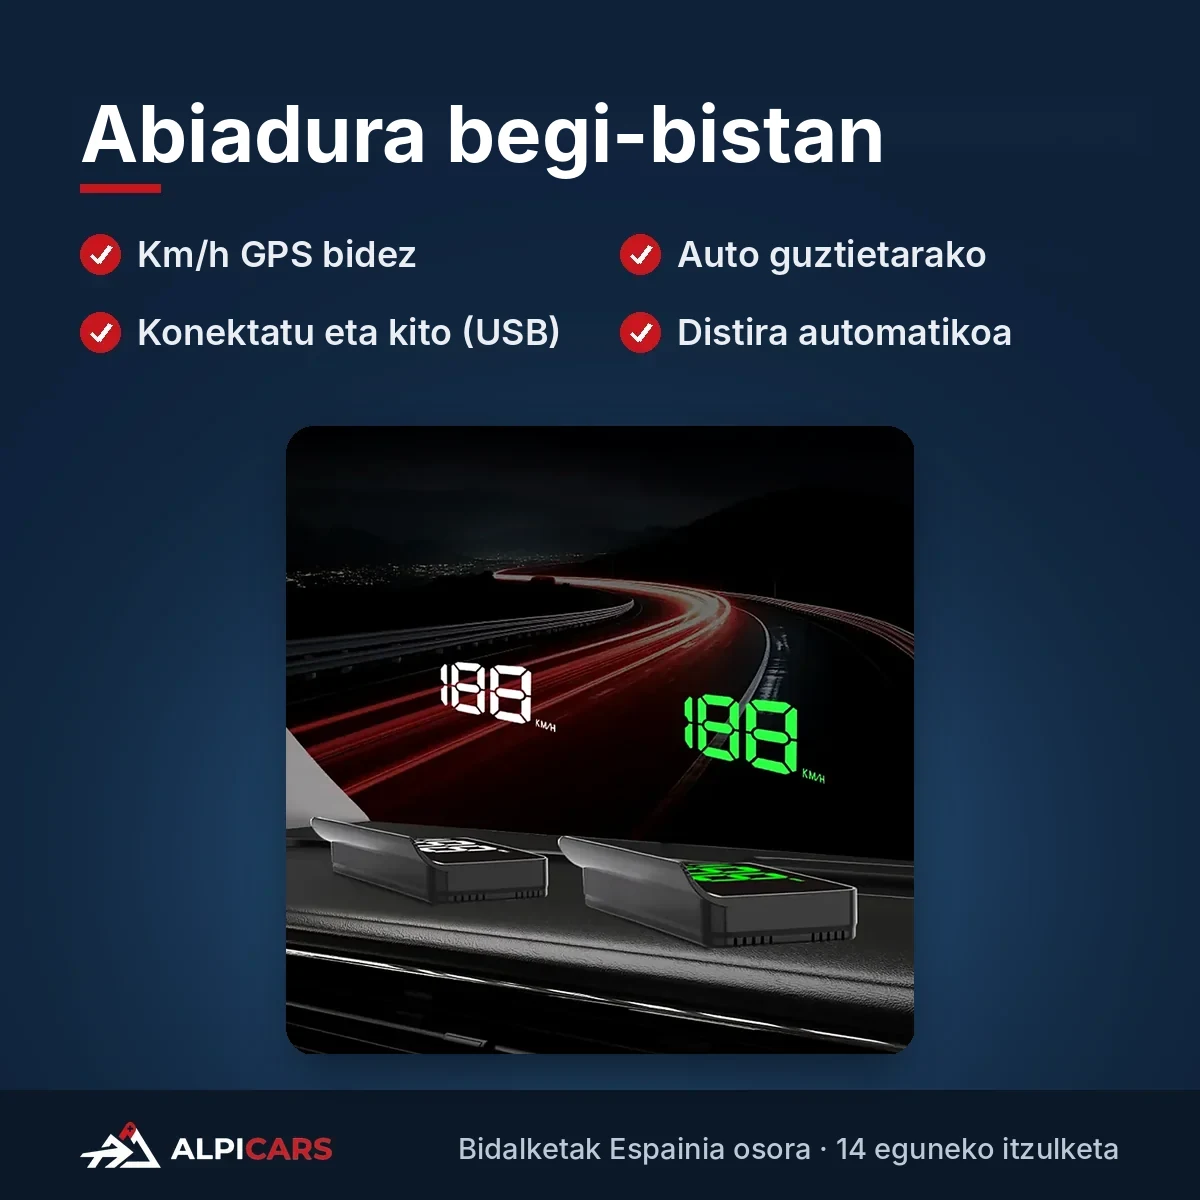 Abiadura begi-bistan
Km/h GPS bidez
Auto guztietarako
Konektatu eta kito (USB)
Distira automatikoa
188 KM/H
188 KM/H
ALPICARS
Bidalketak Espainia osora · 14 eguneko itzulketa